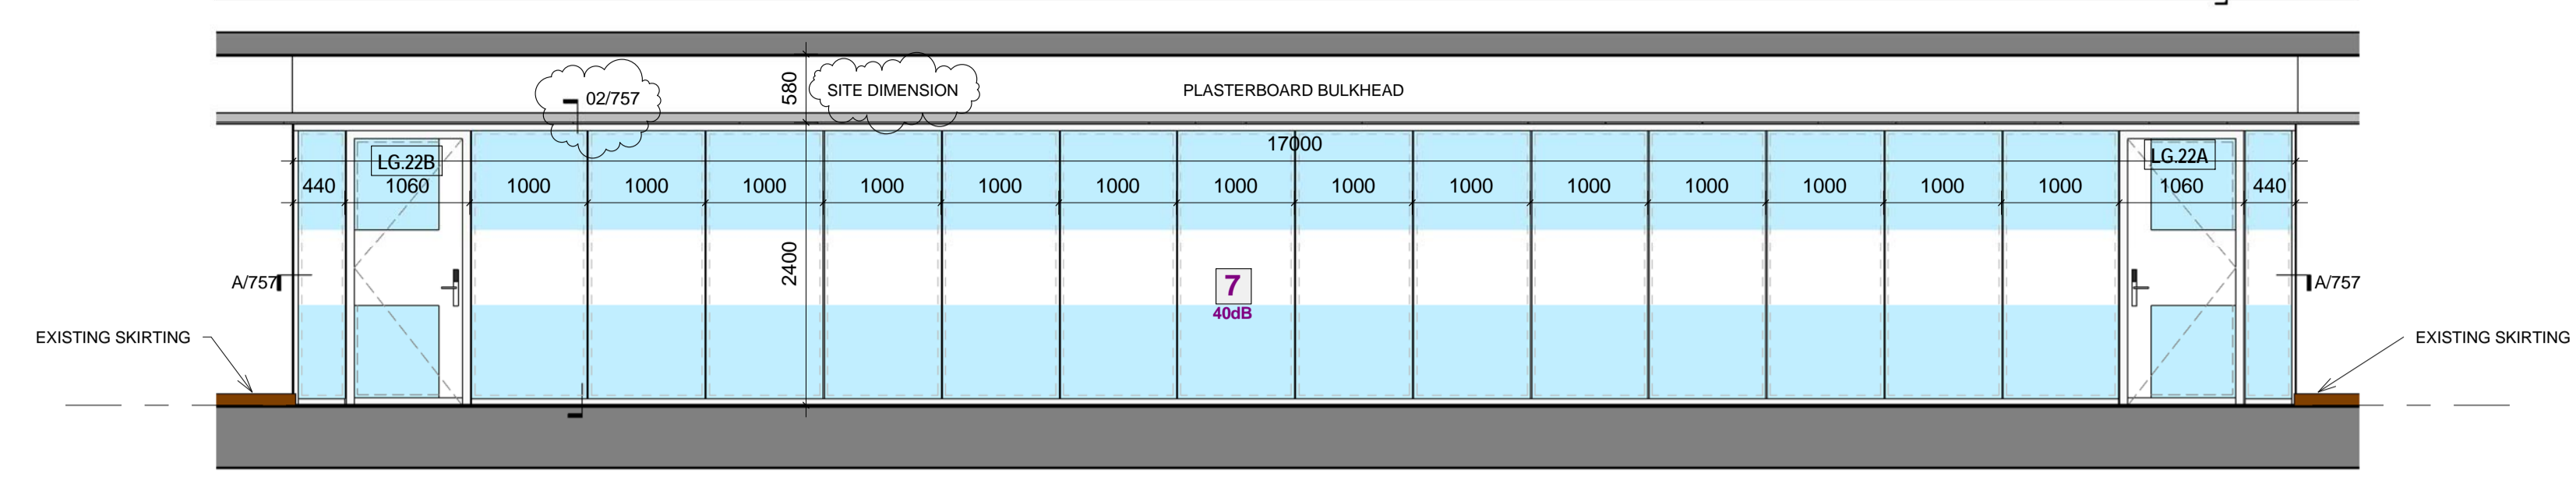 580
02/757
SITE DIMENSION
PLASTERBOARD BULKHEAD
17000
LG.22B
LG.22A
440
1060
1000
1000
1000
1000
1000
1000
1000
1000
1000
1000
1000
1000
1000
1000
1060
440
2400
A/757
7
40dB
A/757
EXISTING SKIRTING
EXISTING SKIRTING